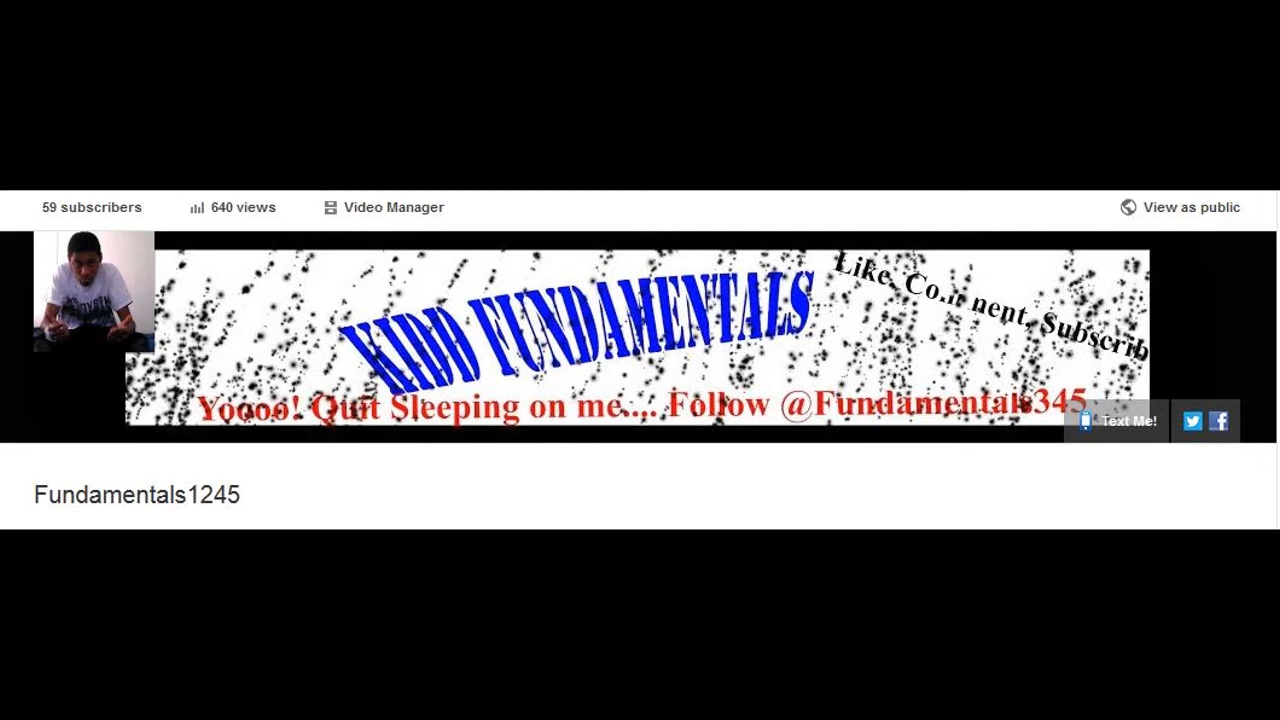 59 subscribers 640 views Video Manager View as public
KIDD FUNDAMENTALS
Like, Co.. nent, Subscrib
Yoooo! Quit Sleeping on me.... Follow @Fundamentals345
Text Me!
Fundamentals1245